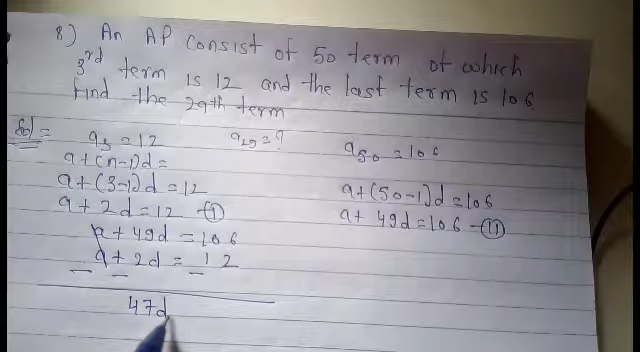 8) An AP consist of 50 term of which
3rd term is 12 and the last term is 106
find the 29th term
Sol = a3 = 12 a29 = ? a50 = 106
a+(n-1)d =
a+(3-1)d = 12 a+(50-1)d = 106
a+2d = 12 -(1) a+ 49d = 106 -(11)
a + 49d = 106
a + 2d = 12
- - -
47d